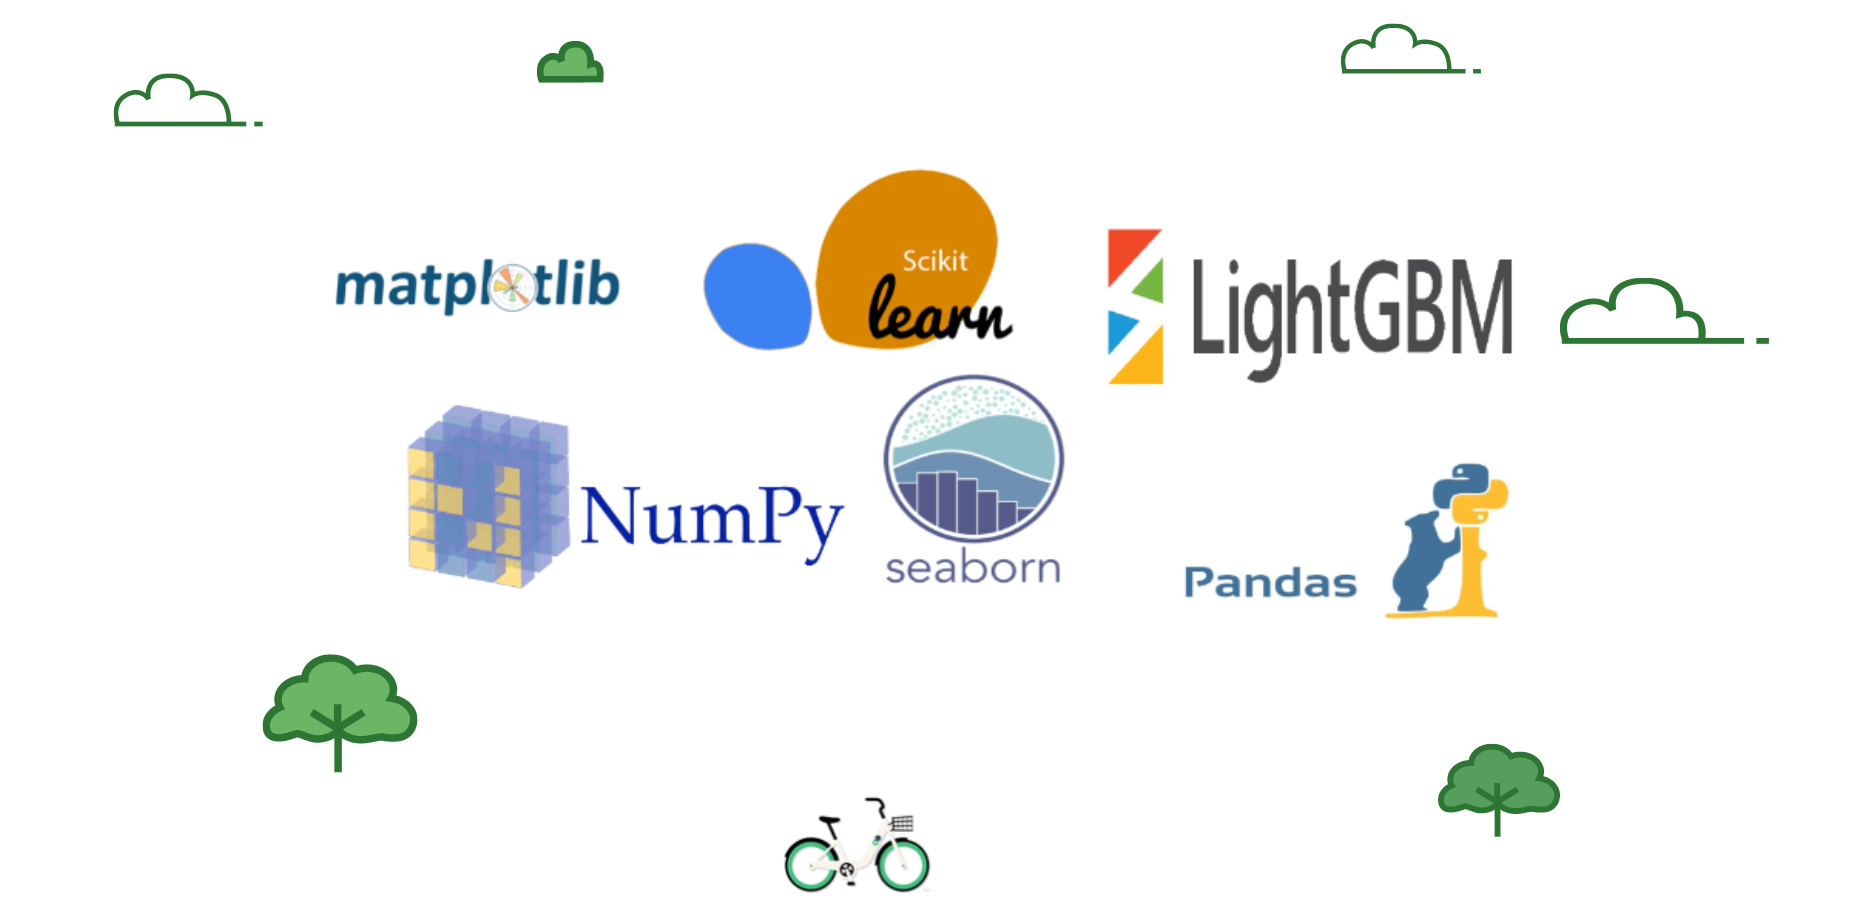 matplotlib
Scikit
learn
LightGBM
NumPy
seaborn
Pandas